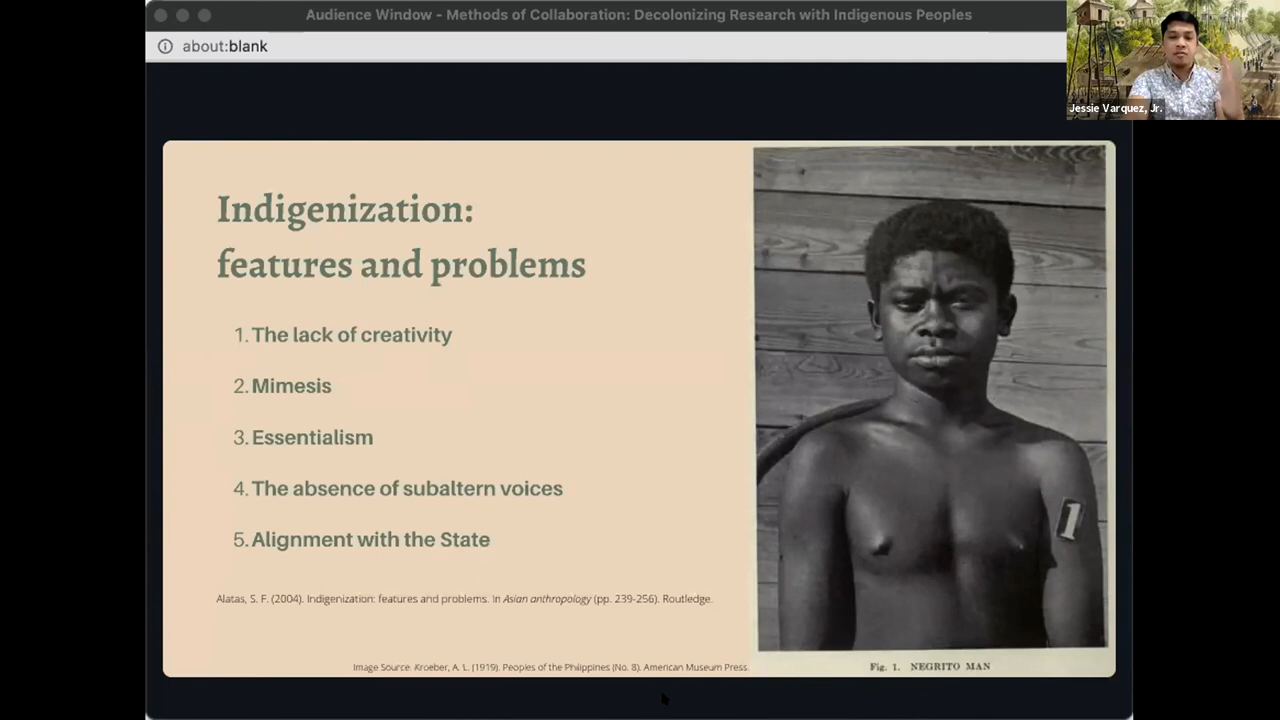 Audience Window - Methods of Collaboration: Decolonizing Research with Indigenous Peoples
about:blank
Jessie Varquez, Jr.
Indigenization:
features and problems
1. The lack of creativity
2. Mimesis
3. Essentialism
4. The absence of subaltern voices
5. Alignment with the State
1
Alatas, S. F. (2004). Indigenization: features and problems. In Asian anthropology (pp. 239-256). Routledge.
Image Source: Kroeber, A. L. (1919). Peoples of the Philippines (No. 8). American Museum Press.
Fig. 1. NEGRITO MAN